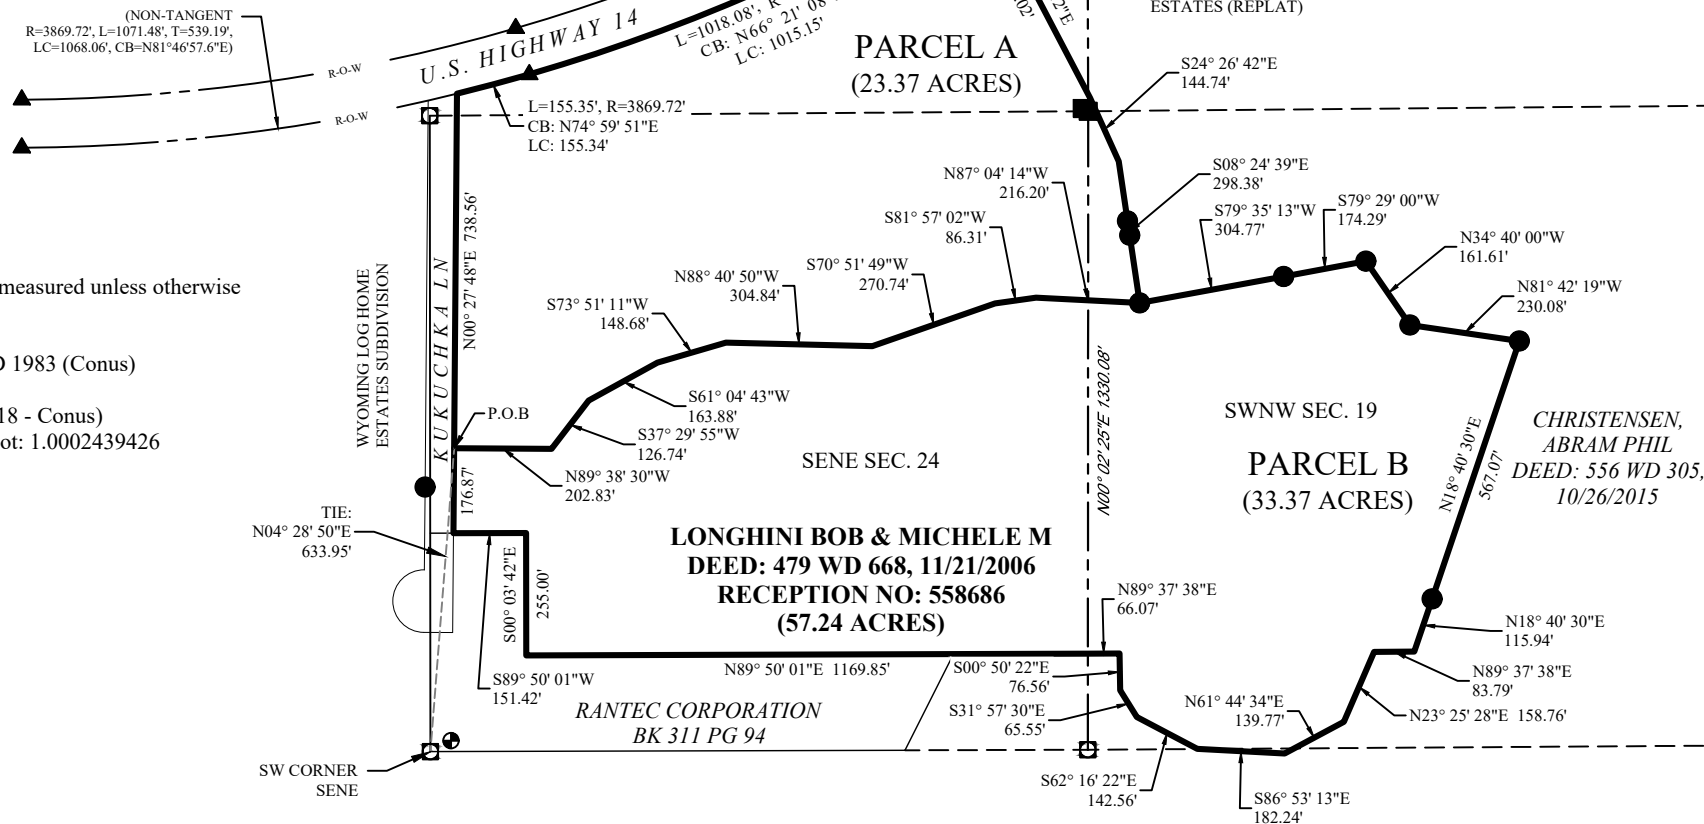 (NON-TANGENT
R=3869.72', L=1071.48', T=539.19',
LC=1068.06', CB=N81°46'57.6"E)
R-O-W
R-O-W
U.S. HIGHWAY 14
L=1018.08', R
CB: N66° 21' 08
LC: 1015.15'
PARCEL A
(23.37 ACRES)
02'
2"E
ESTATES (REPLAT)
S24° 26' 42"E
144.74'
L=155.35', R=3869.72'
CB: N74° 59' 51"E
LC: 155.34'
N87° 04' 14"W
216.20'
S08° 24' 39"E
298.38'
S81° 57' 02"W
86.31'
S79° 35' 13"W
304.77'
S79° 29' 00"W
174.29'
N34° 40' 00"W
161.61'
N81° 42' 19"W
230.08'
S70° 51' 49"W
270.74'
N88° 40' 50"W
304.84'
S73° 51' 11"W
148.68'
measured unless otherwise
D 1983 (Conus)
18 - Conus)
ot: 1.0002439426
WYOMING LOG HOME
ESTATES SUBDIVISION
KUKUCHKA LN
N00° 27' 48"E 738.56'
S61° 04' 43"W
163.88'
S37° 29' 55"W
126.74'
P.O.B
N89° 38' 30"W
202.83'
176.87'
SENE SEC. 24
N00° 02' 25"E 1330.08'
SWNW SEC. 19
PARCEL B
(33.37 ACRES)
N18° 40' 30"E
567.07'
CHRISTENSEN,
ABRAM PHIL
DEED: 556 WD 305,
10/26/2015
TIE:
N04° 28' 50"E
633.95'
LONGHINI BOB & MICHELE M
DEED: 479 WD 668, 11/21/2006
RECEPTION NO: 558686
(57.24 ACRES)
S00° 03' 42"E
255.00'
S89° 50' 01"W
151.42'
N89° 50' 01"E 1169.85'
N89° 37' 38"E
66.07'
S00° 50' 22"E
76.56'
S31° 57' 30"E
65.55'
N61° 44' 34"E
139.77'
N18° 40' 30"E
115.94'
N89° 37' 38"E
83.79'
N23° 25' 28"E 158.76'
RANTEC CORPORATION
BK 311 PG 94
SW CORNER
SENE
S62° 16' 22"E
142.56'
S86° 53' 13"E
182.24'